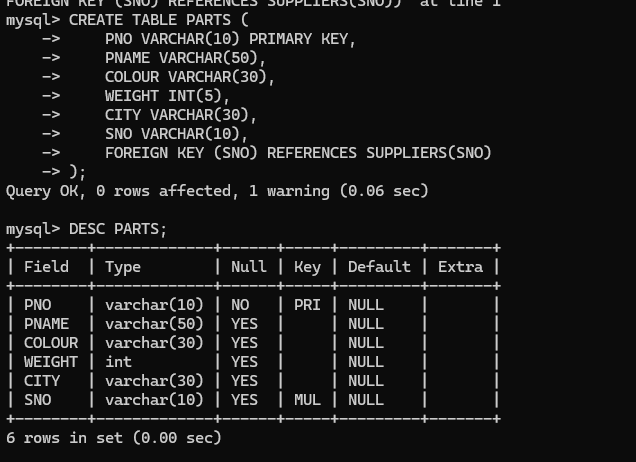 FOREIGN KEY (SNO) REFERENCES SUPPLIERS(SNO))' at line 1
mysql> CREATE TABLE PARTS (
    ->     PNO VARCHAR(10) PRIMARY KEY,
    ->     PNAME VARCHAR(50),
    ->     COLOUR VARCHAR(30),
    ->     WEIGHT INT(5),
    ->     CITY VARCHAR(30),
    ->     SNO VARCHAR(10),
    ->     FOREIGN KEY (SNO) REFERENCES SUPPLIERS(SNO)
    -> );
Query OK, 0 rows affected, 1 warning (0.06 sec)

mysql> DESC PARTS;
+--------+-------------+------+-----+---------+-------+
| Field  | Type        | Null | Key | Default | Extra |
+--------+-------------+------+-----+---------+-------+
| PNO    | varchar(10) | NO   | PRI | NULL    |       |
| PNAME  | varchar(50) | YES  |     | NULL    |       |
| COLOUR | varchar(30) | YES  |     | NULL    |       |
| WEIGHT | int         | YES  |     | NULL    |       |
| CITY   | varchar(30) | YES  |     | NULL    |       |
| SNO    | varchar(10) | YES  | MUL | NULL    |       |
+--------+-------------+------+-----+---------+-------+
6 rows in set (0.00 sec)